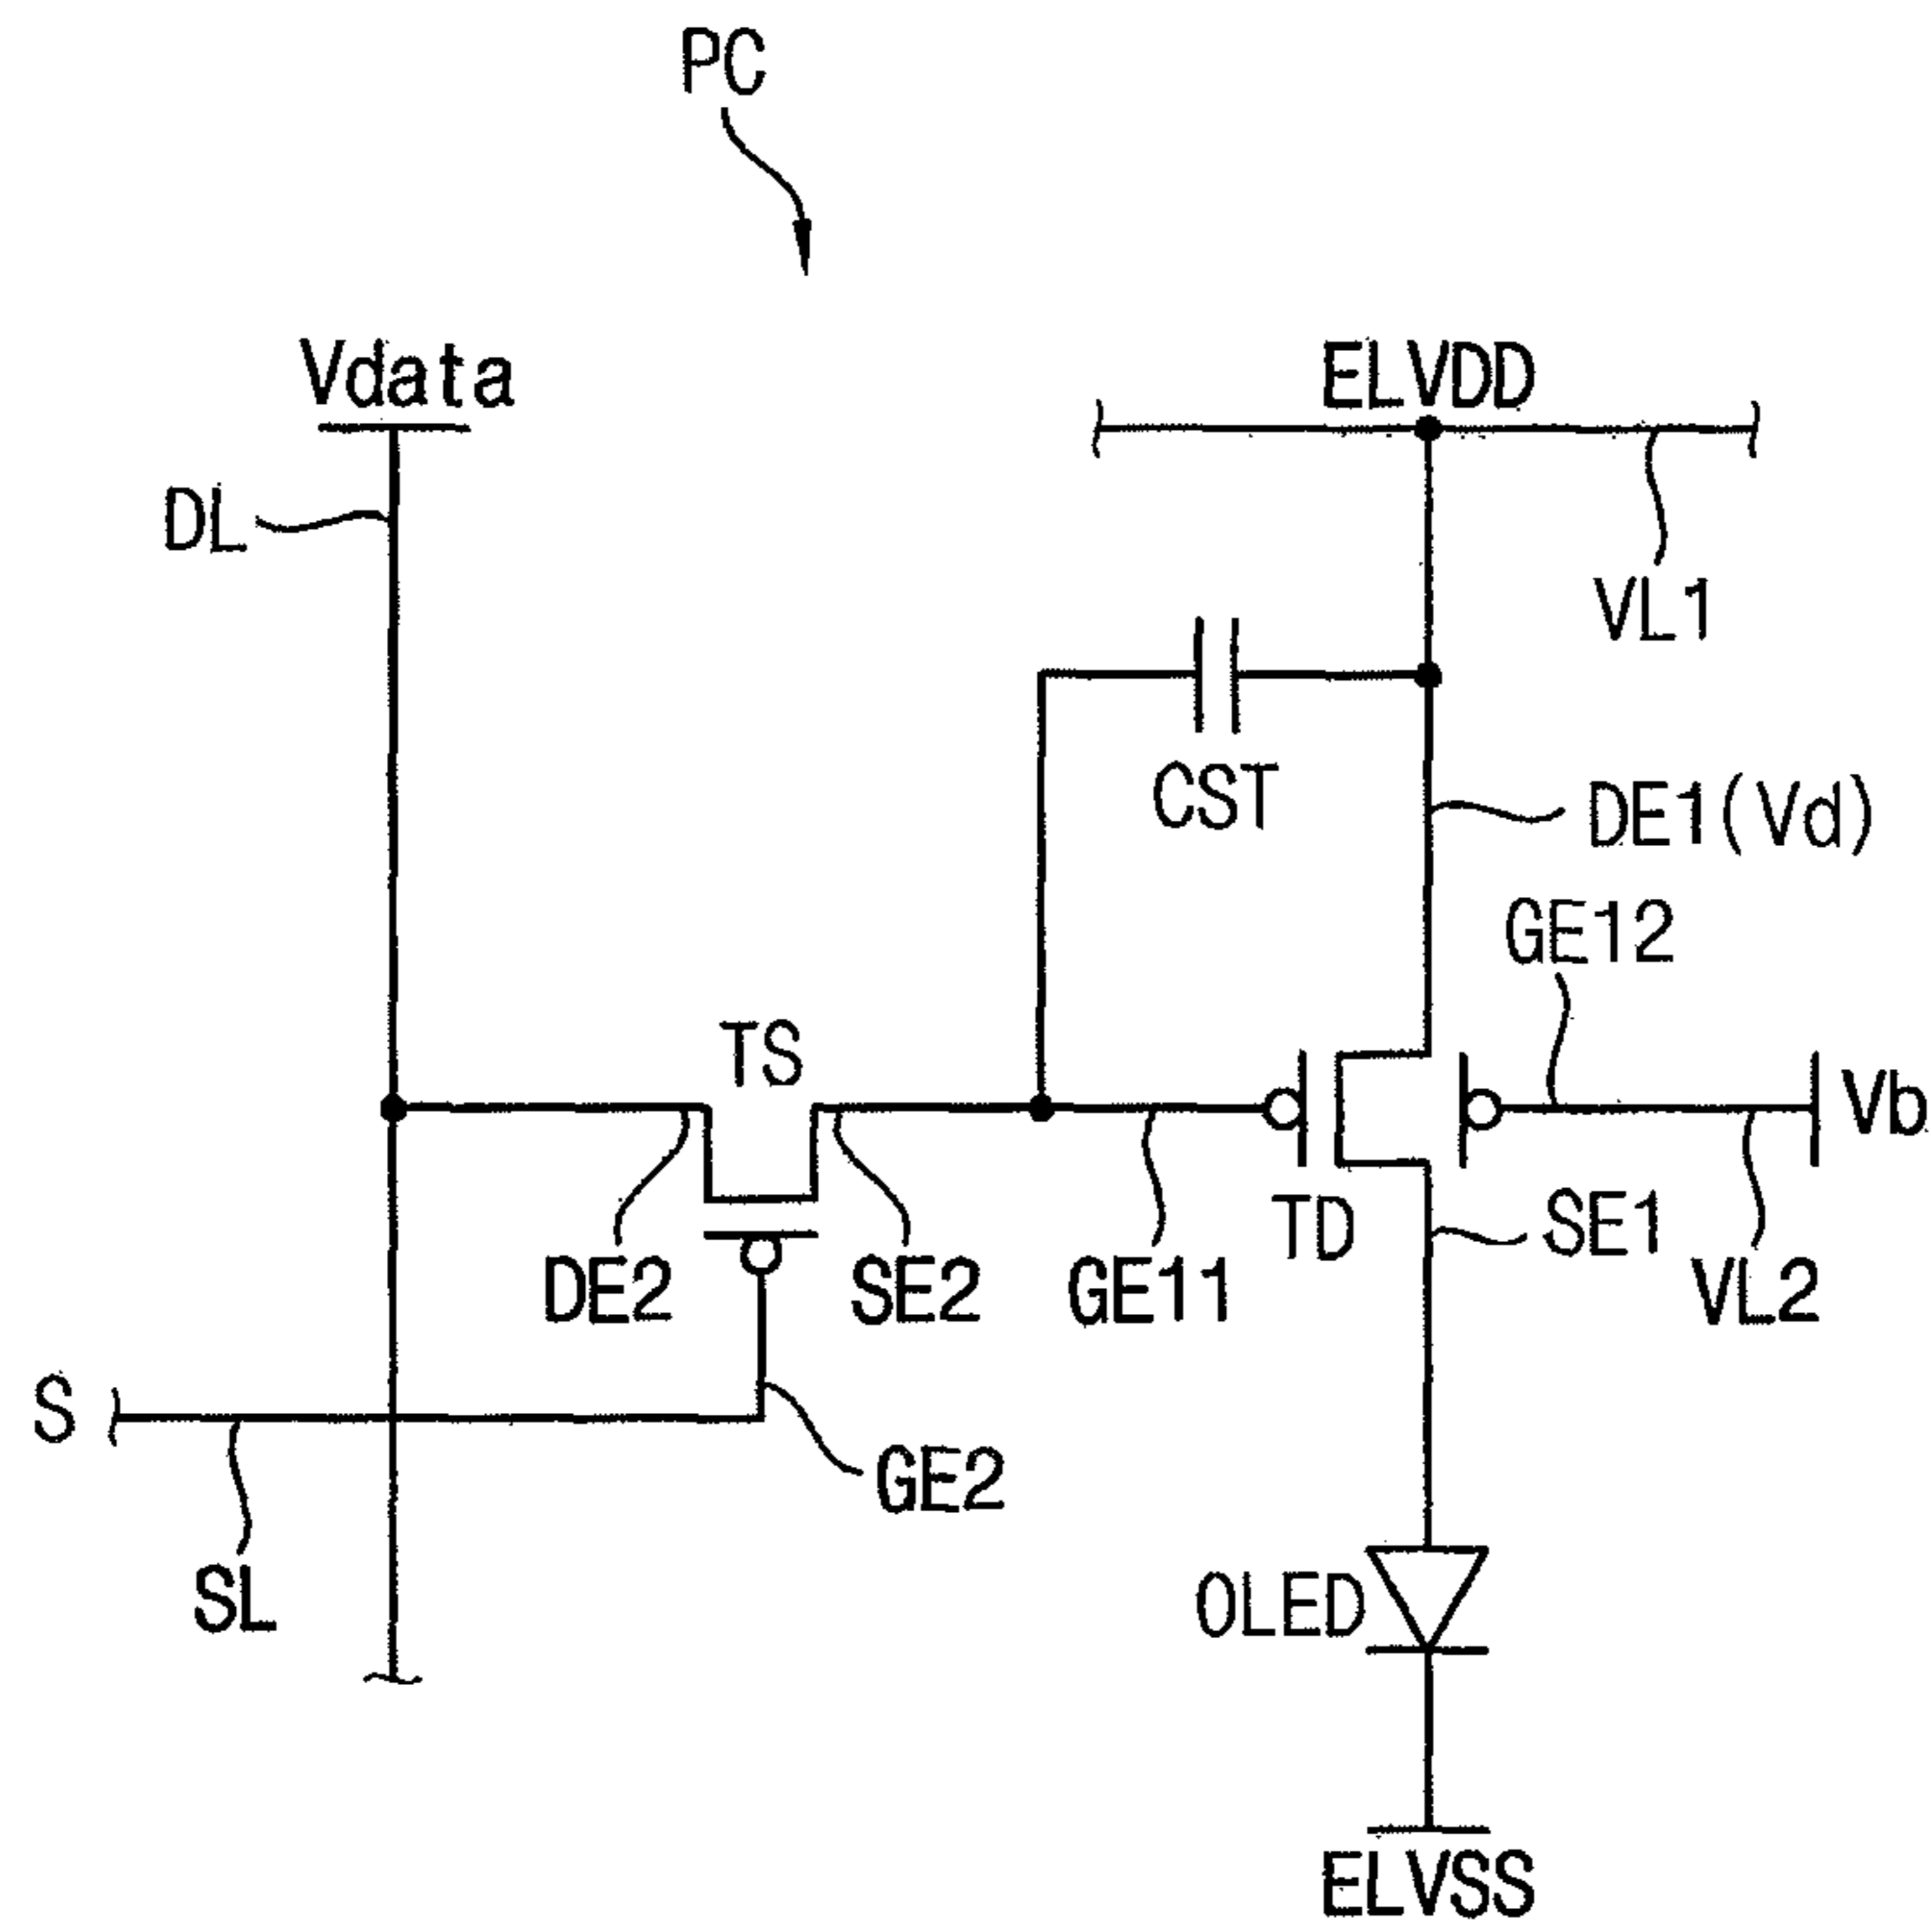 PC
Vdata
ELVDD
DL
VL1
CST
DE1(Vd)
GE12
TS
Vb
TD
SE1
DE2
SE2
GE11
VL2
S
GE2
SL
OLED
ELVSS